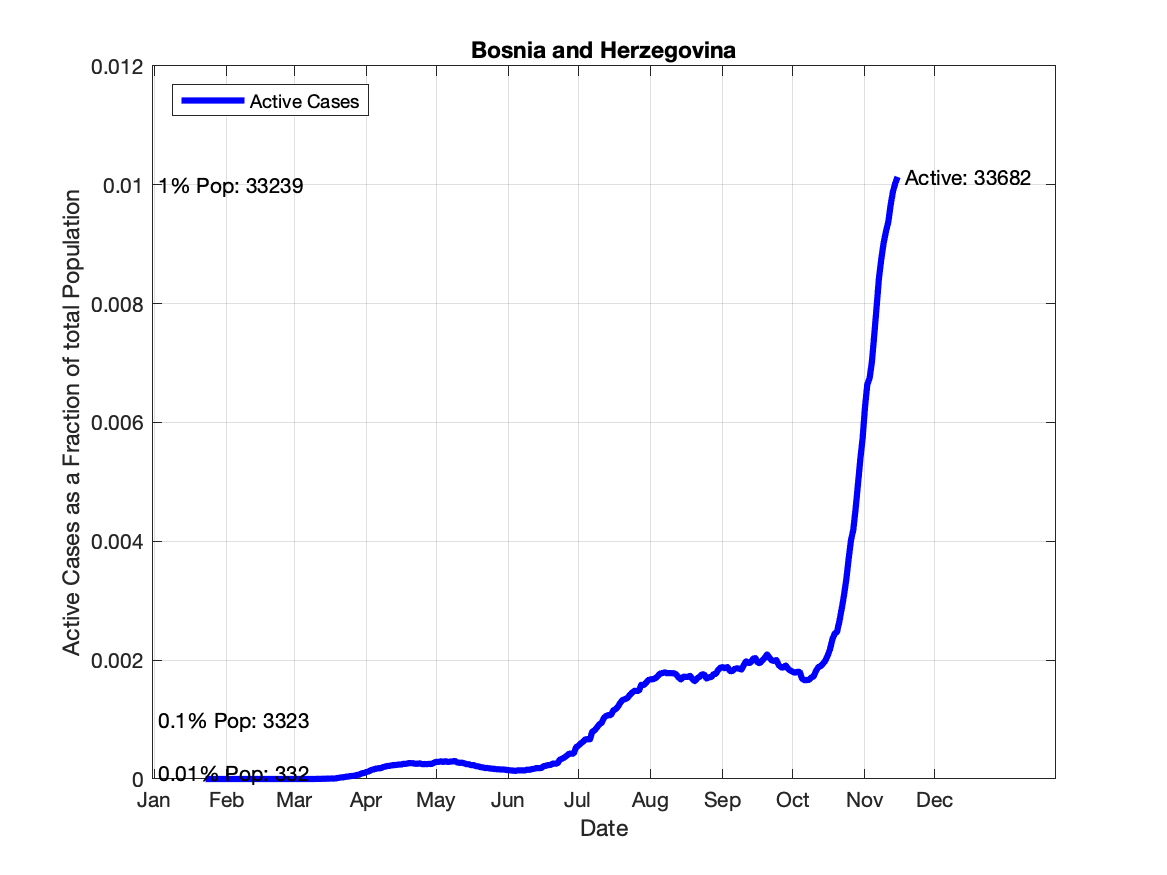 Bosnia and Herzegovina
0.012
Active Cases
0.01
1% Pop: 33239
Active: 33682
0.008
Active Cases as a Fraction of total Population
0.006
0.004
0.002
0.1% Pop: 3323
0.01% Pop: 332
0
Jan Feb Mar Apr May Jun Jul Aug Sep Oct Nov Dec
Date